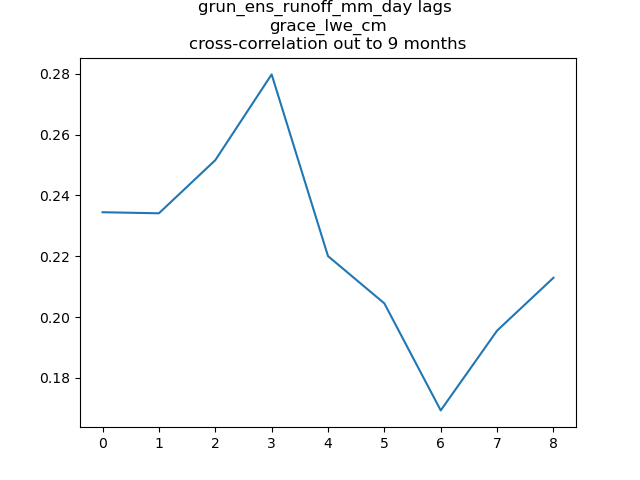 grun_ens_runoff_mm_day lags
grace_lwe_cm
cross-correlation out to 9 months
0.28
0.26
0.24
0.22
0.20
0.18
0 1 2 3 4 5 6 7 8